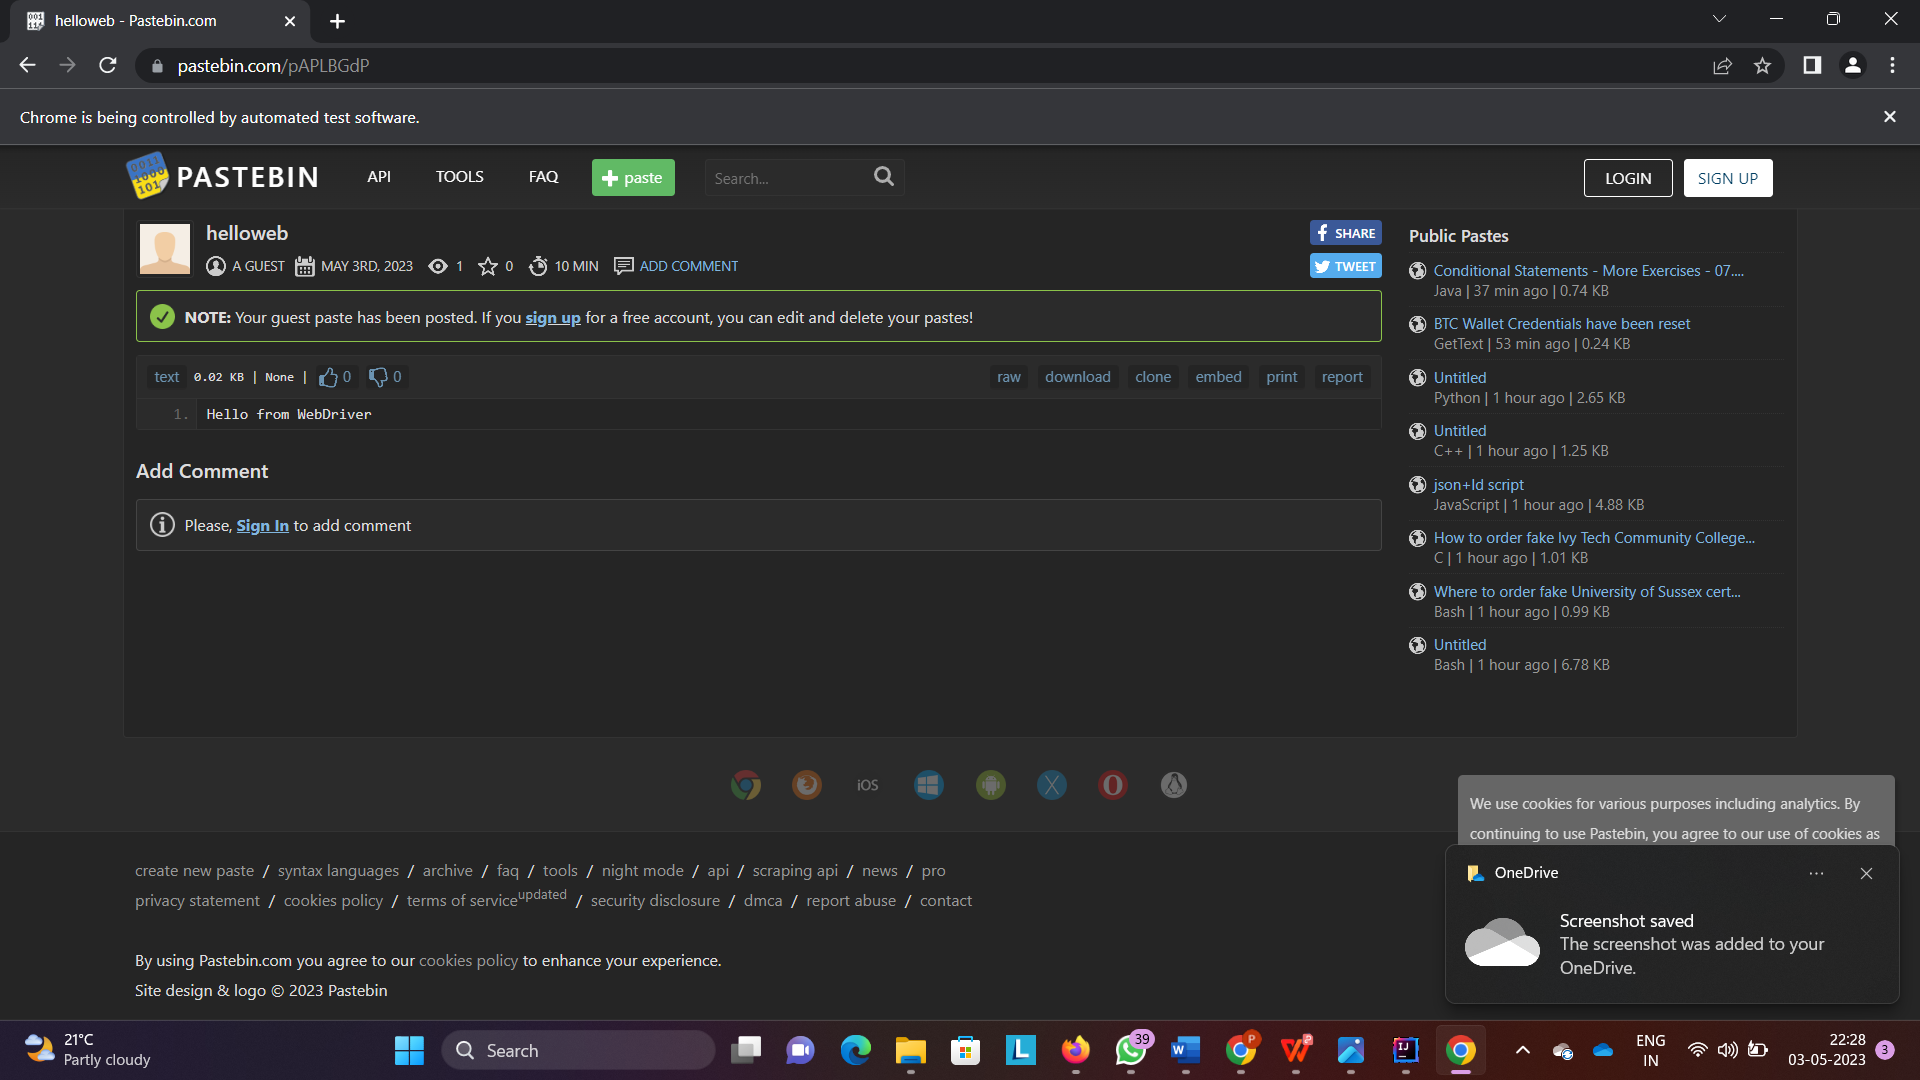 helloweb - Pastebin.com
pastebin.com/pAPLBGdP
Chrome is being controlled by automated test software.
PASTEBIN API TOOLS FAQ + paste Search... LOGIN SIGN UP
helloweb
A GUEST MAY 3RD, 2023 1 0 10 MIN ADD COMMENT
SHARE
TWEET
NOTE: Your guest paste has been posted. If you sign up for a free account, you can edit and delete your pastes!
text 0.02 KB | None | 0 0 raw download clone embed print report
1. Hello from WebDriver
Add Comment
Please, Sign In to add comment
Public Pastes
Conditional Statements - More Exercises - 07....
Java | 37 min ago | 0.74 KB
BTC Wallet Credentials have been reset
GetText | 53 min ago | 0.24 KB
Untitled
Python | 1 hour ago | 2.65 KB
Untitled
C++ | 1 hour ago | 1.25 KB
json+ld script
JavaScript | 1 hour ago | 4.88 KB
How to order fake Ivy Tech Community College...
C | 1 hour ago | 1.01 KB
Where to order fake University of Sussex cert...
Bash | 1 hour ago | 0.99 KB
Untitled
Bash | 1 hour ago | 6.78 KB
iOS
We use cookies for various purposes including analytics. By
continuing to use Pastebin, you agree to our use of cookies as
create new paste / syntax languages / archive / faq / tools / night mode / api / scraping api / news / pro
privacy statement / cookies policy / terms of service updated / security disclosure / dmca / report abuse / contact
By using Pastebin.com you agree to our cookies policy to enhance your experience.
Site design & logo © 2023 Pastebin
OneDrive
Screenshot saved
The screenshot was added to your
OneDrive.
21°C
Partly cloudy
Search
39
P
ENG
IN
22:28
03-05-2023
3